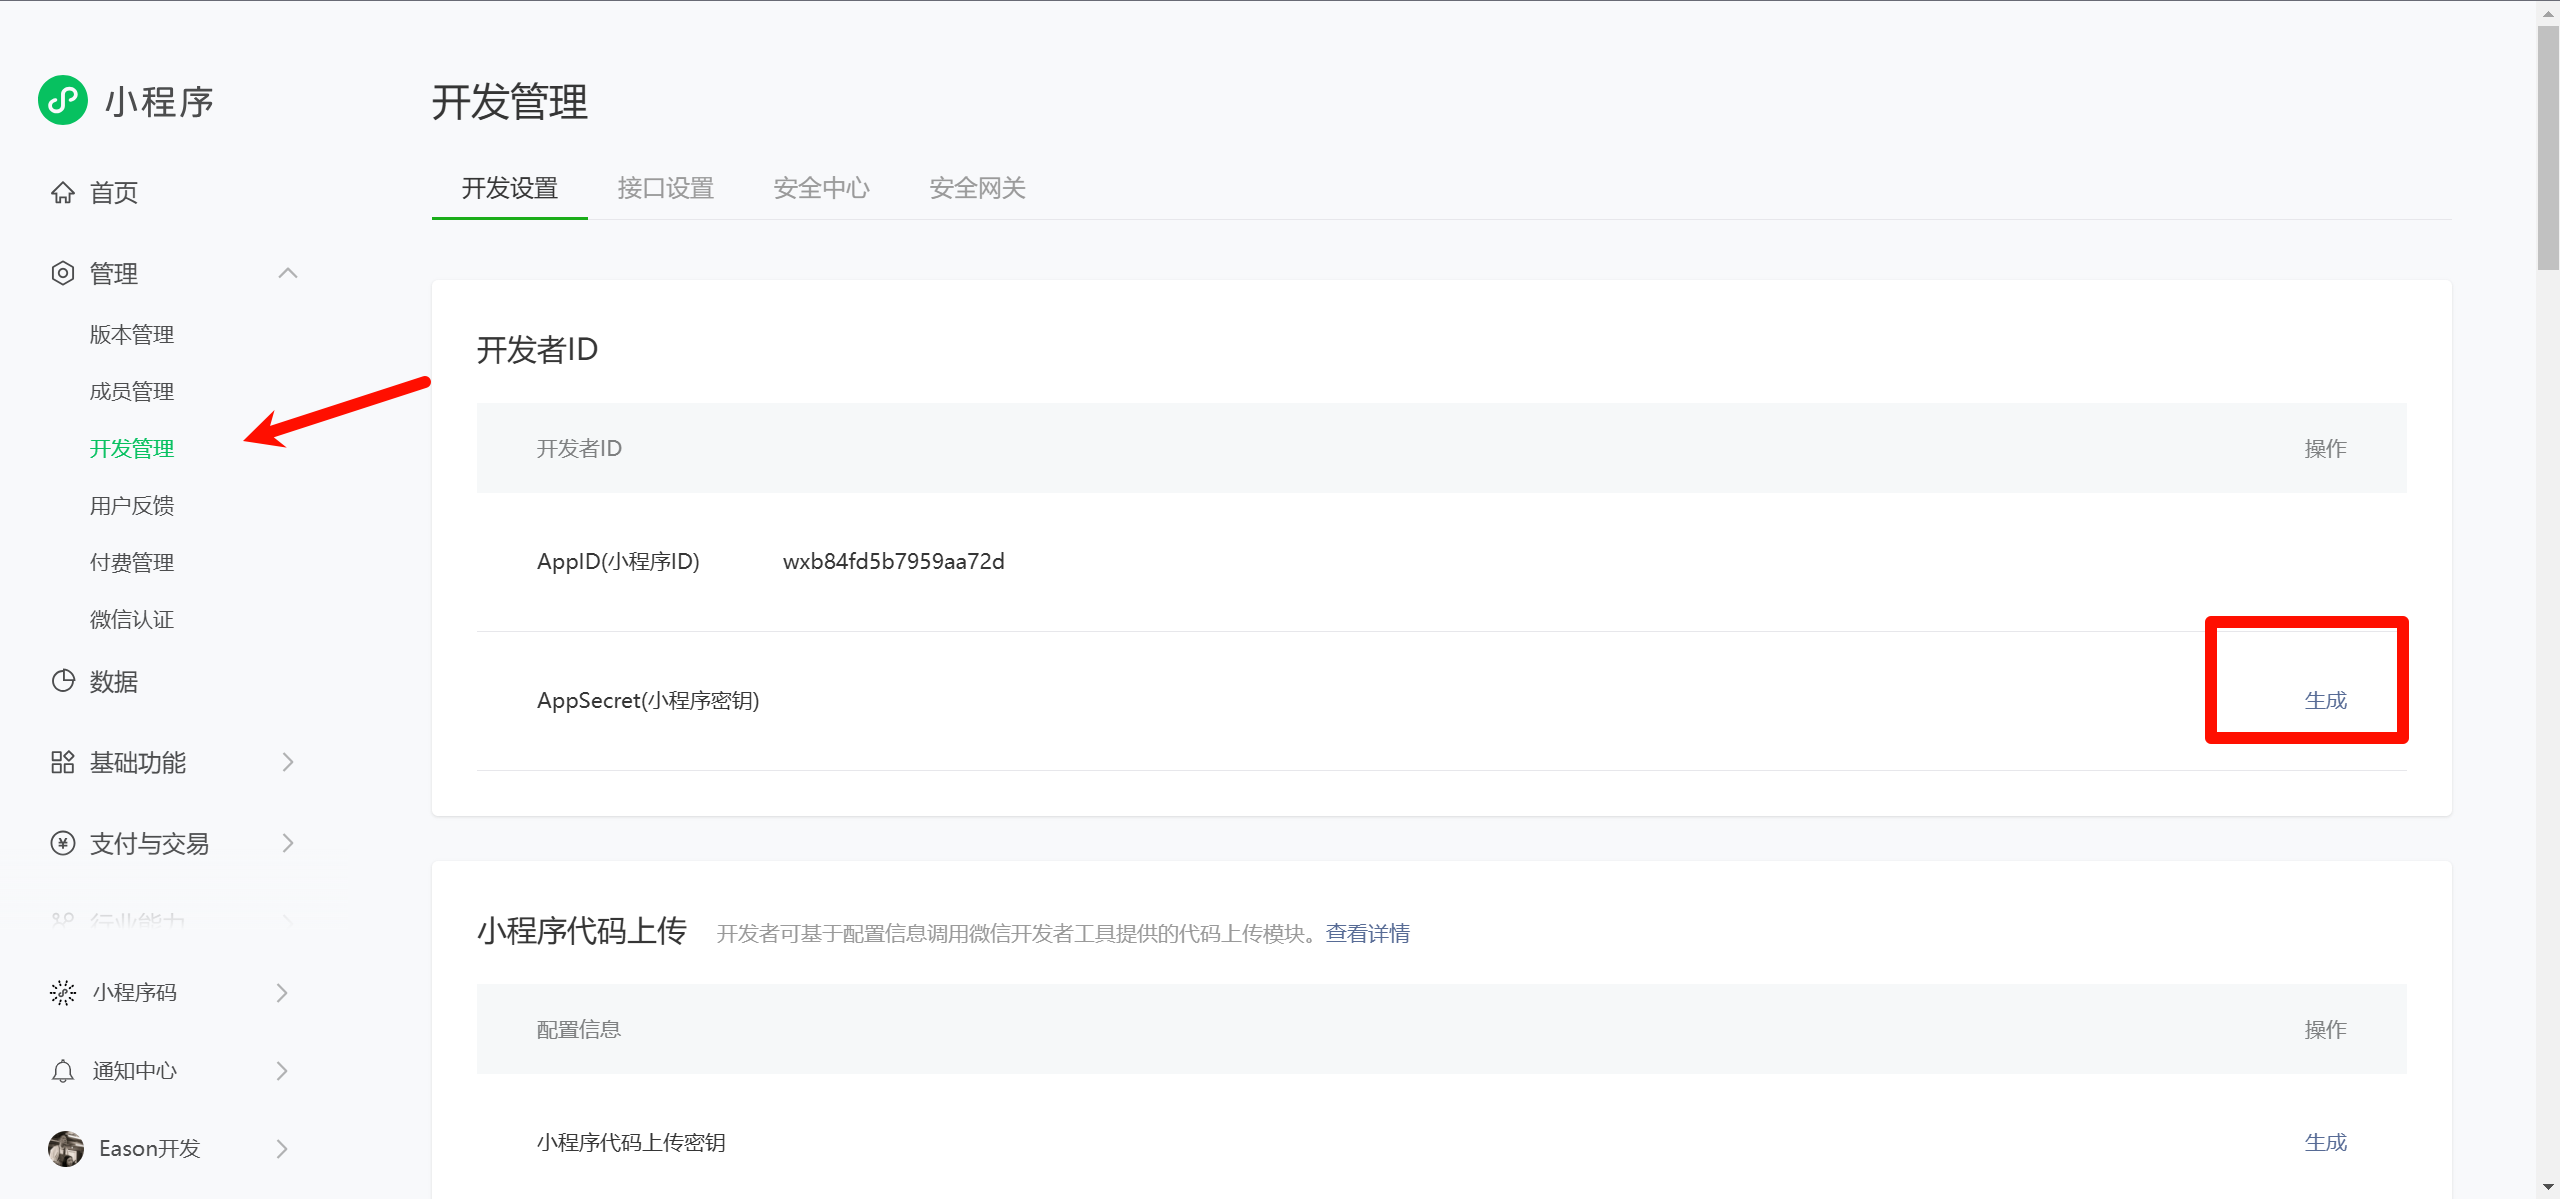 小程序
首页
管理
版本管理
成员管理
开发管理
用户反馈
付费管理
微信认证
数据
基础功能
支付与交易
行业能力
小程序码
通知中心
Eason开发
开发管理
开发设置 接口设置 安全中心 安全网关
开发者ID
开发者ID 操作
AppID(小程序ID) wxb84fd5b7959aa72d
AppSecret(小程序密钥) 生成
小程序代码上传 开发者可基于配置信息调用微信开发者工具提供的代码上传模块。查看详情
配置信息 操作
小程序代码上传密钥 生成